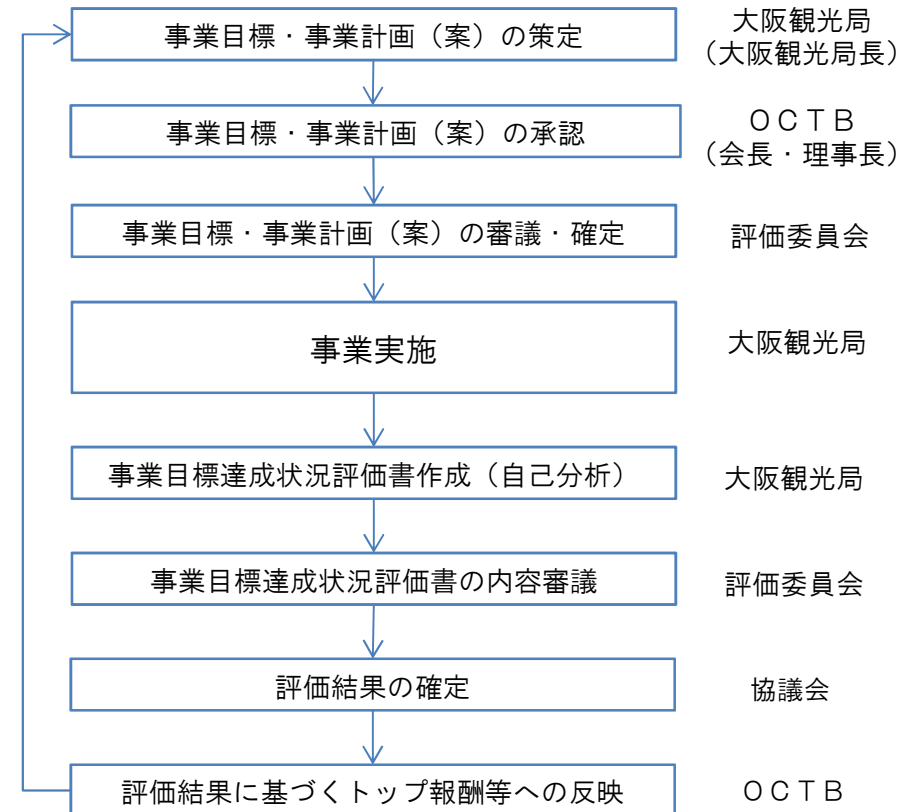 事業目標・事業計画（案）の策定
大阪観光局
（大阪観光局長）
事業目標・事業計画（案）の承認
ＯＣＴＢ
（会長・理事長）
事業目標・事業計画（案）の審議・確定
評価委員会
事業実施
大阪観光局
事業目標達成状況評価書作成（自己分析）
大阪観光局
事業目標達成状況評価書の内容審議
評価委員会
評価結果の確定
協議会
評価結果に基づくトップ報酬等への反映
ＯＣＴＢ